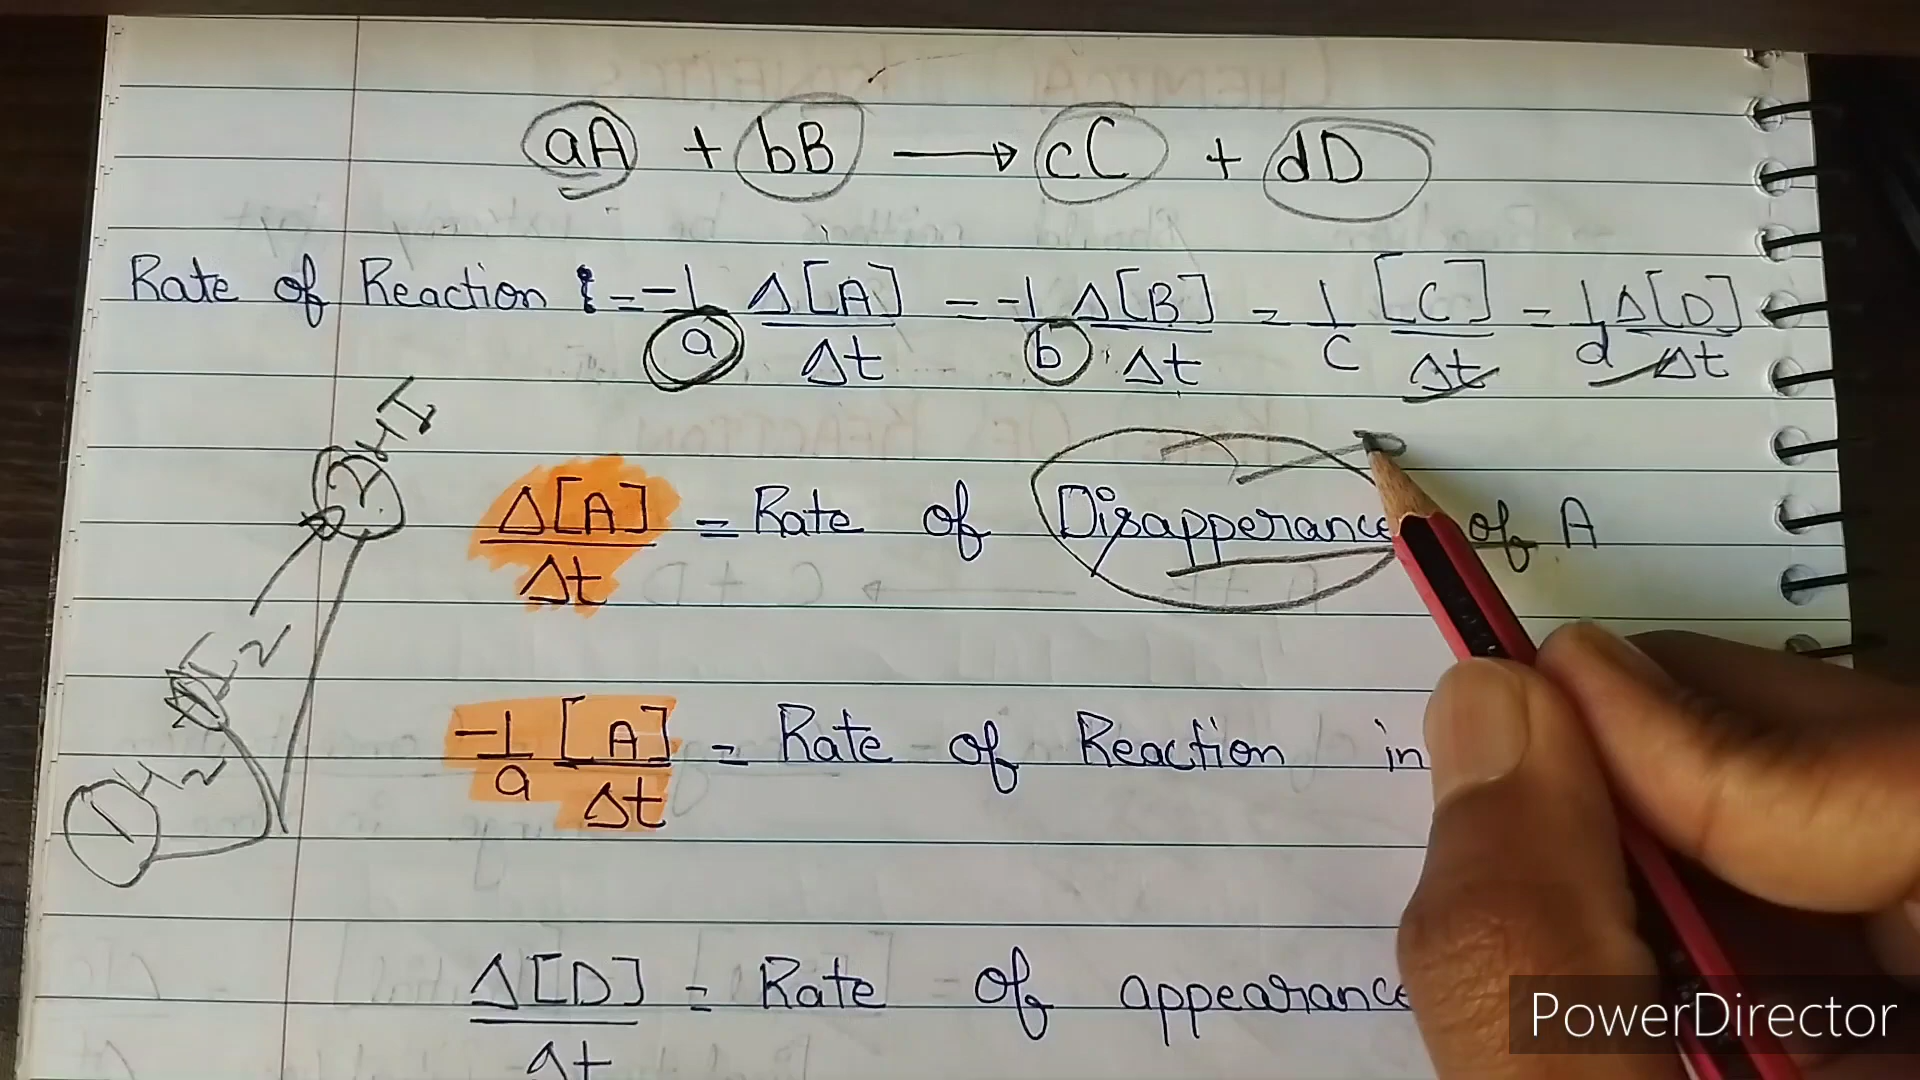 aA + bB → cC + dD
Rate of Reaction := -1/a Δ[A]/Δt = -1/b Δ[B]/Δt = 1/c [C]/Δt = 1/d Δ[D]/Δt
Δ[A]/Δt = Rate of Disapperance of A
-1/a [A]/Δt = Rate of Reaction in
Δ[D]/Δt = Rate of appearance
PowerDirector